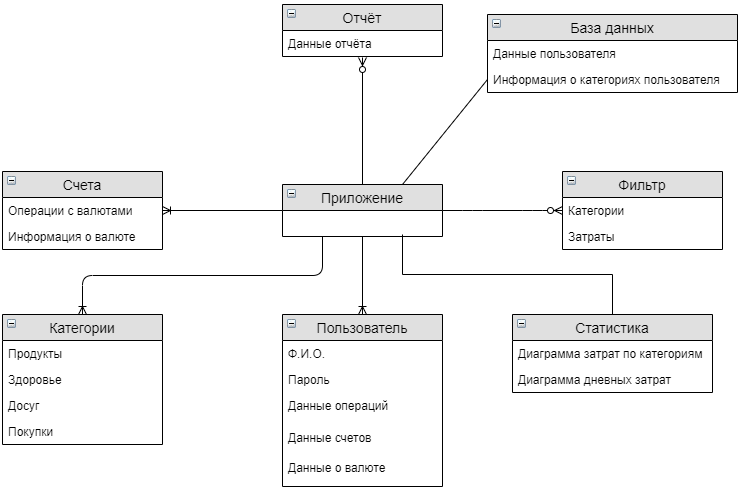 Отчёт
Данные отчёта
База данных
Данные пользователя
Информация о категориях пользователя
Счета
Операции с валютами
Информация о валюте
Приложение
Фильтр
Категории
Затраты
Категории
Продукты
Здоровье
Досуг
Покупки
Пользователь
Ф.И.О.
Пароль
Данные операций
Данные счетов
Данные о валюте
Статистика
Диаграмма затрат по категориям
Диаграмма дневных затрат